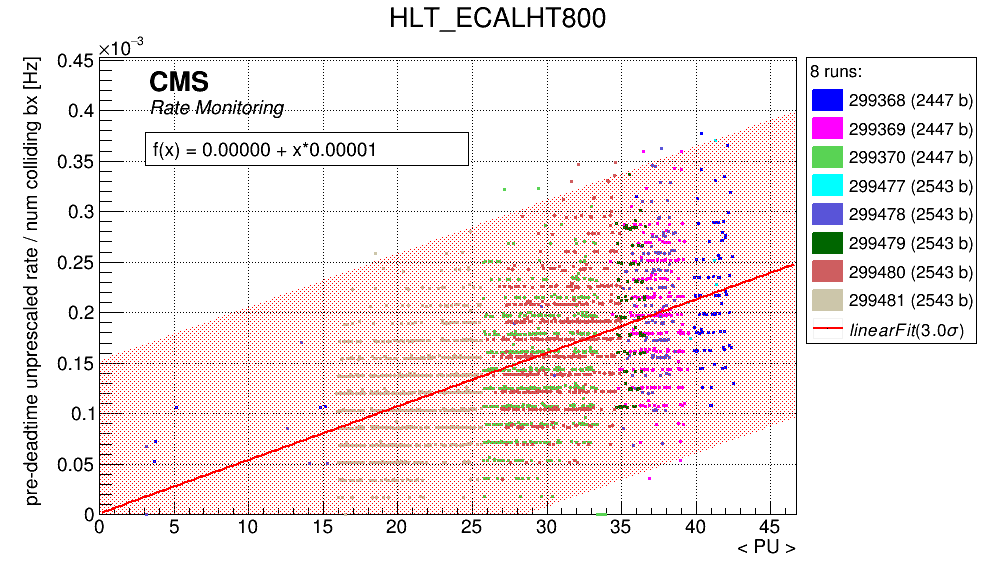 HLT_ECALHT800
×10⁻³
pre-deadtime unprescaled rate / num colliding bx [Hz]
0.45
0.4
0.35
0.3
0.25
0.2
0.15
0.1
0.05
0
CMS
Rate Monitoring
f(x) = 0.00000 + x*0.00001
0 5 10 15 20 25 30 35 40 45
< PU >
8 runs:
299368 (2447 b)
299369 (2447 b)
299370 (2447 b)
299477 (2543 b)
299478 (2543 b)
299479 (2543 b)
299480 (2543 b)
299481 (2543 b)
linearFit(3.0σ)